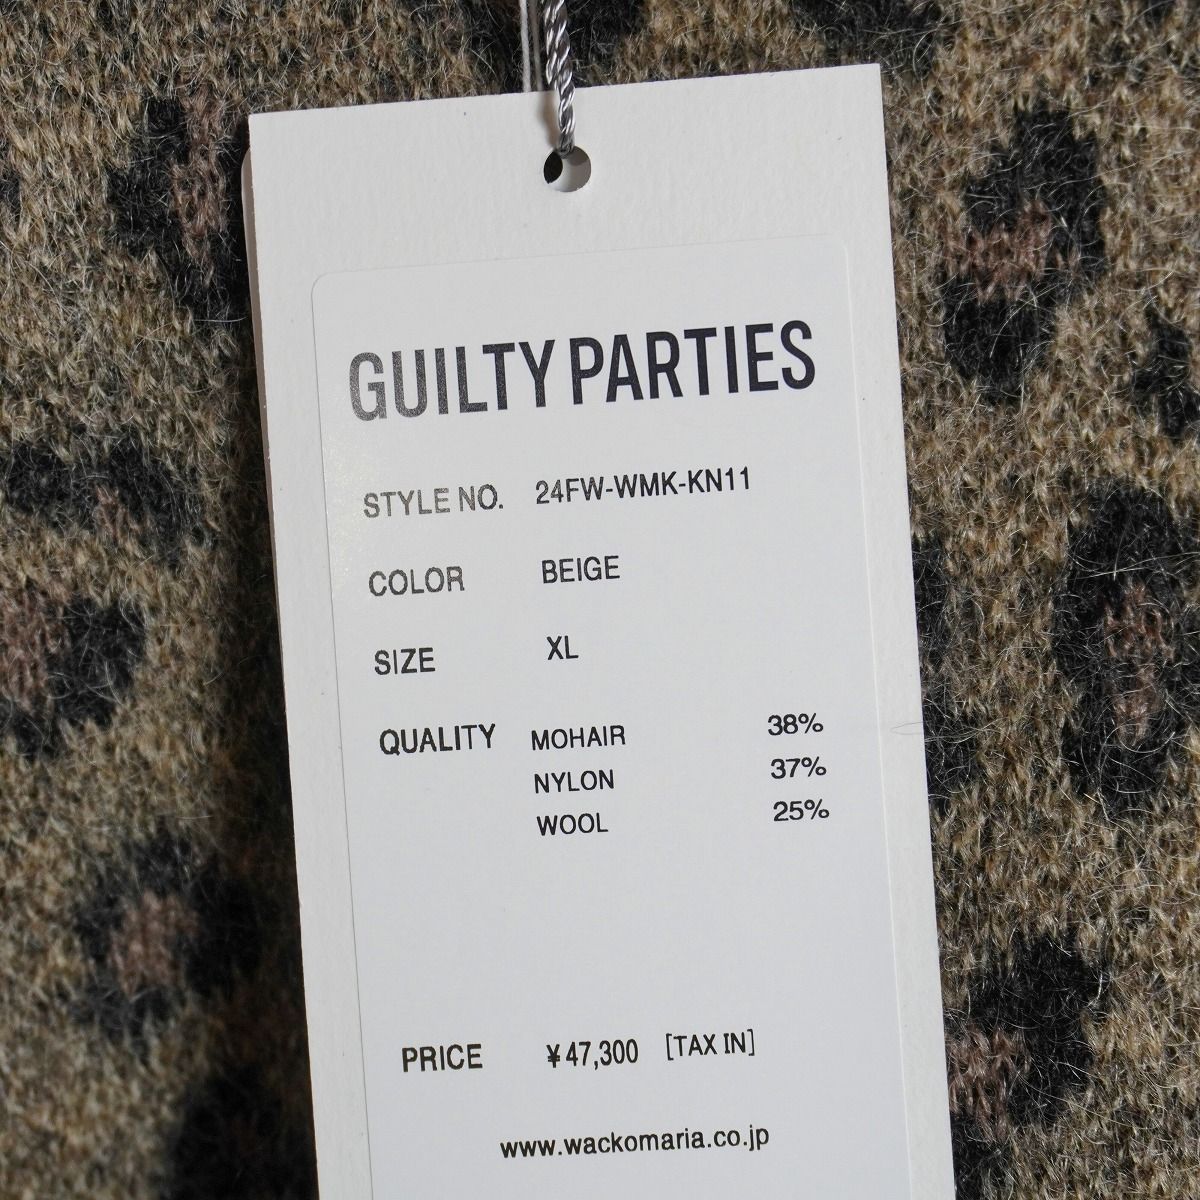 GUILTY PARTIES
STYLE NO. 24FW-WMK-KN11
COLOR BEIGE
SIZE XL
QUALITY MOHAIR 38%
NYLON 37%
WOOL 25%
PRICE ¥47,300 [TAX IN]
www.wackomaria.co.jp